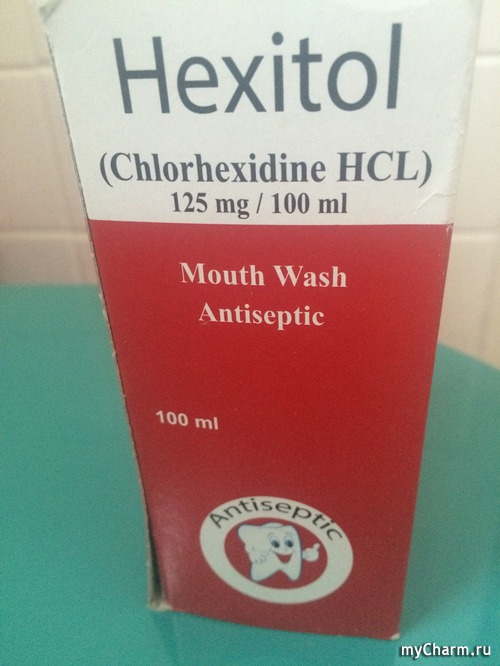 Hexitol
(Chlorhexidine HCL)
125 mg / 100 ml
Mouth Wash
Antiseptic
100 ml
Antiseptic
myCharm.ru